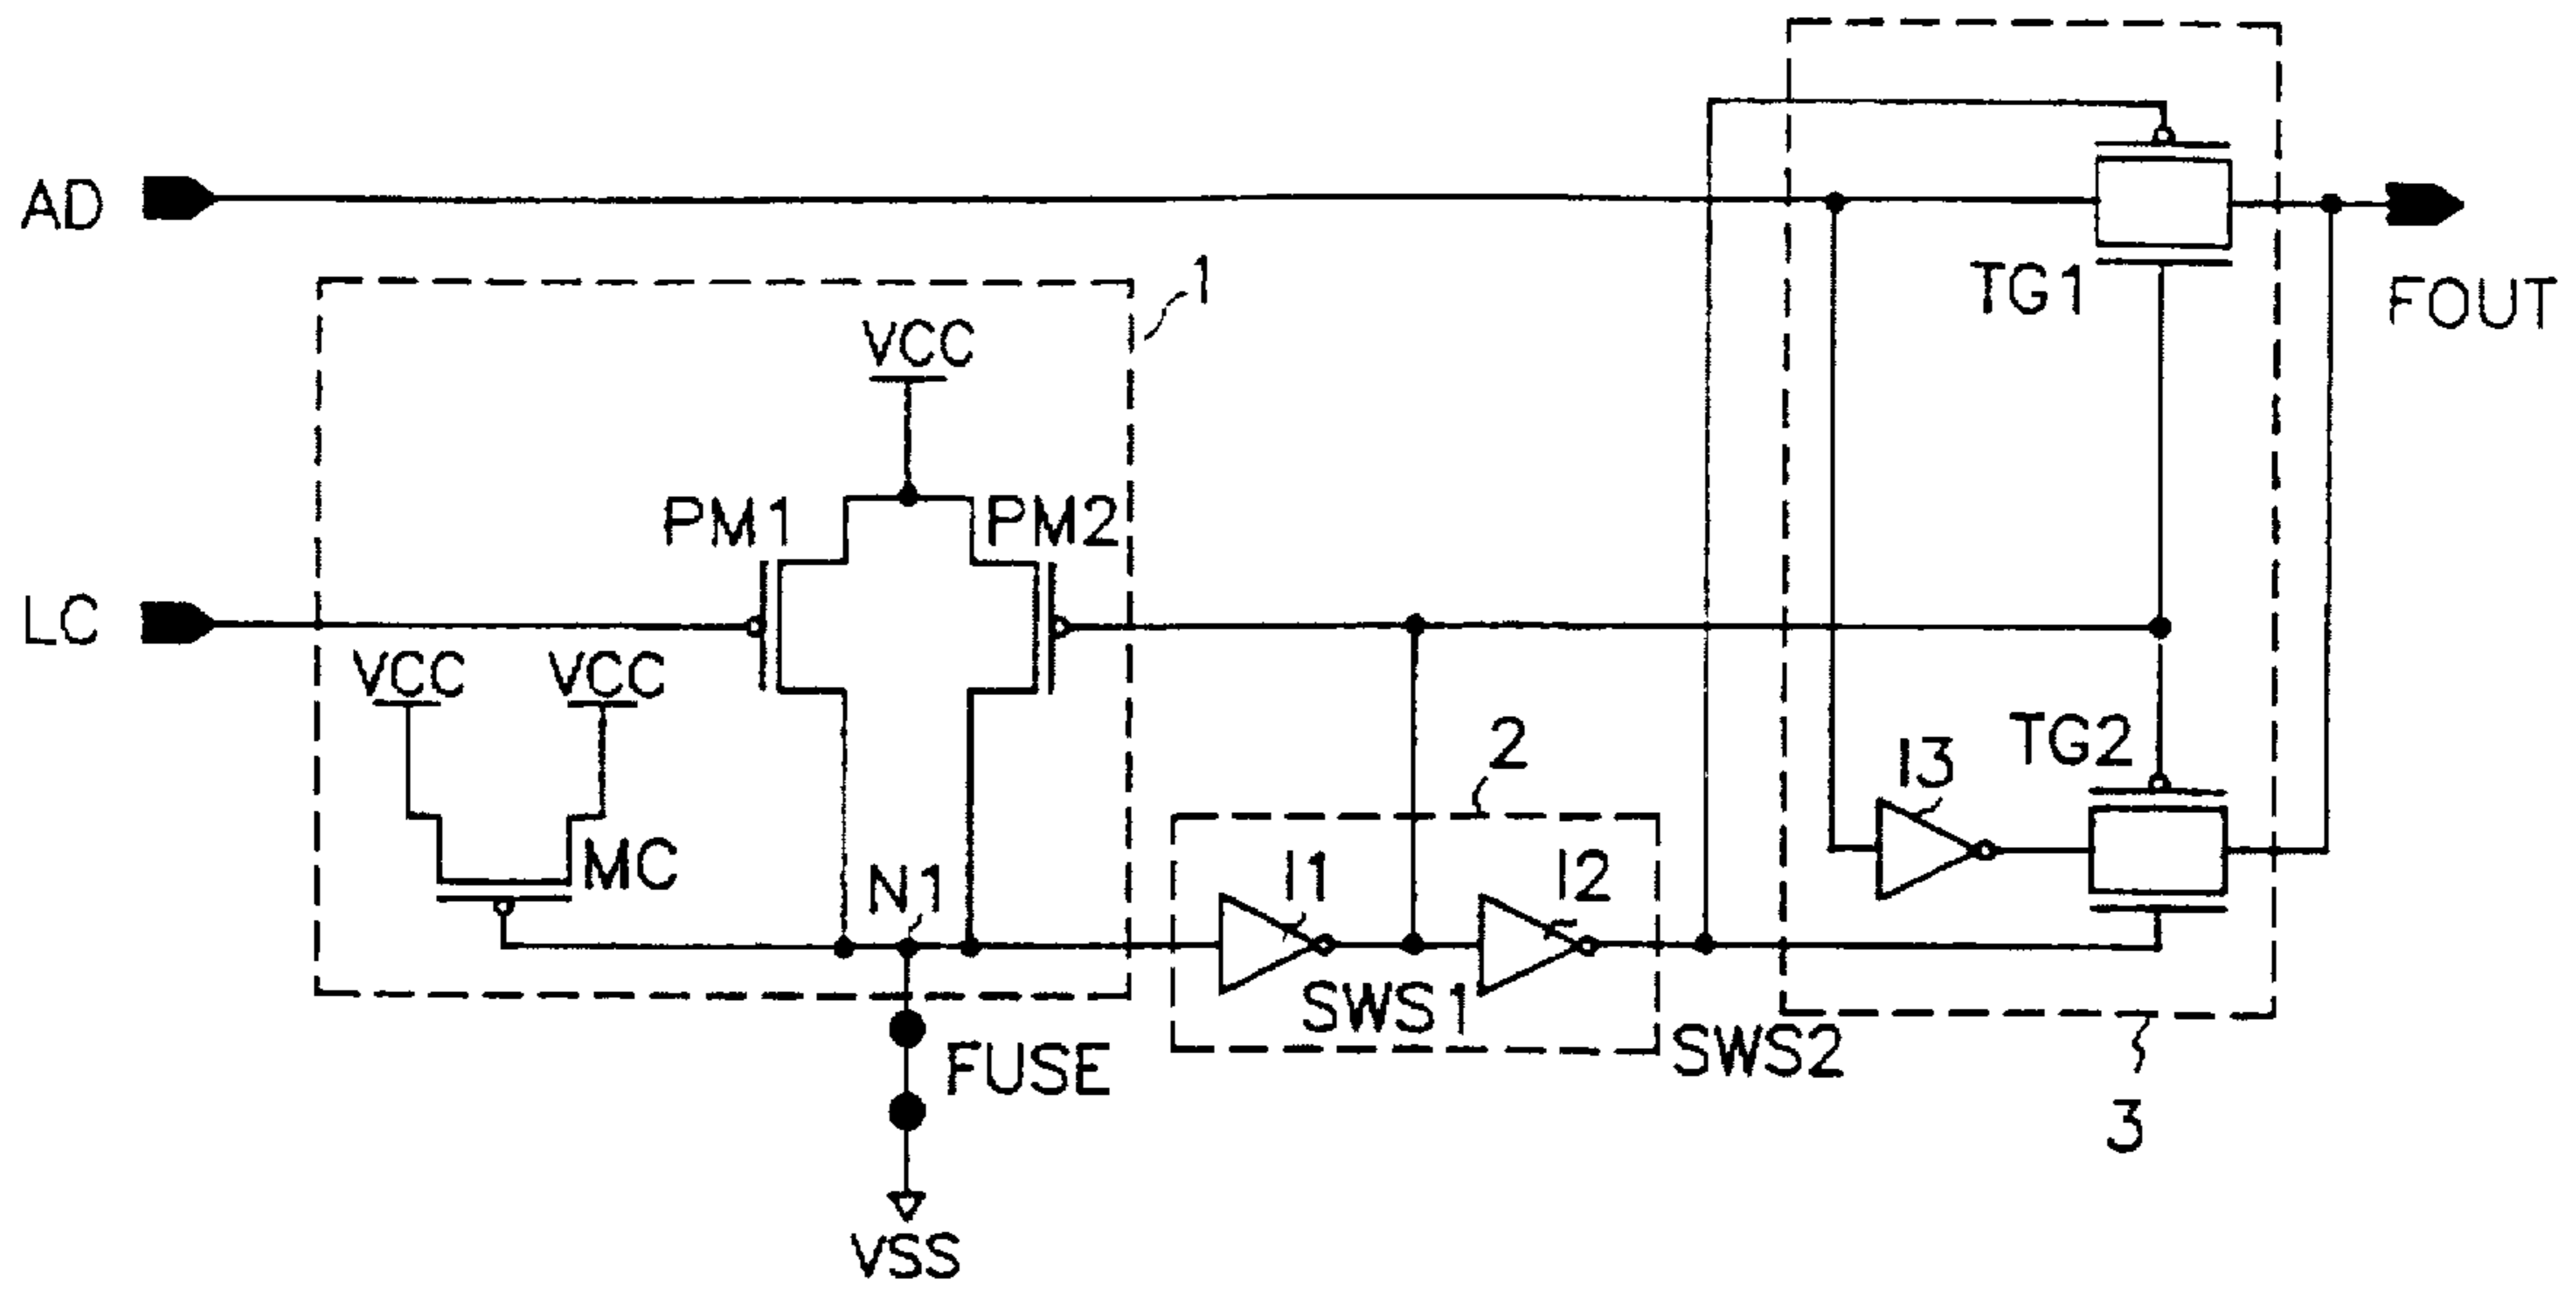 AD
1
TG1
FOUT
VCC
PM1
PM2
LC
VCC
VCC
2
TG2
I3
MC
N1
I1
I2
SWS1
SWS2
FUSE
3
VSS